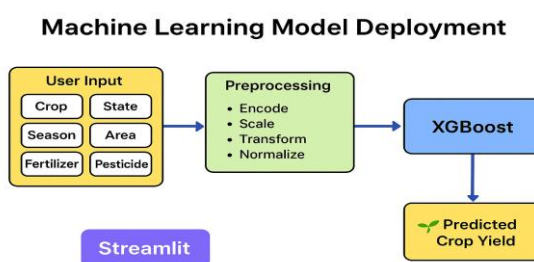 Machine Learning Model Deployment
User Input
Crop
State
Season
Area
Fertilizer
Pesticide
Preprocessing
• Encode
• Scale
• Transform
• Normalize
XGBoost
Predicted
Crop Yield
Streamlit